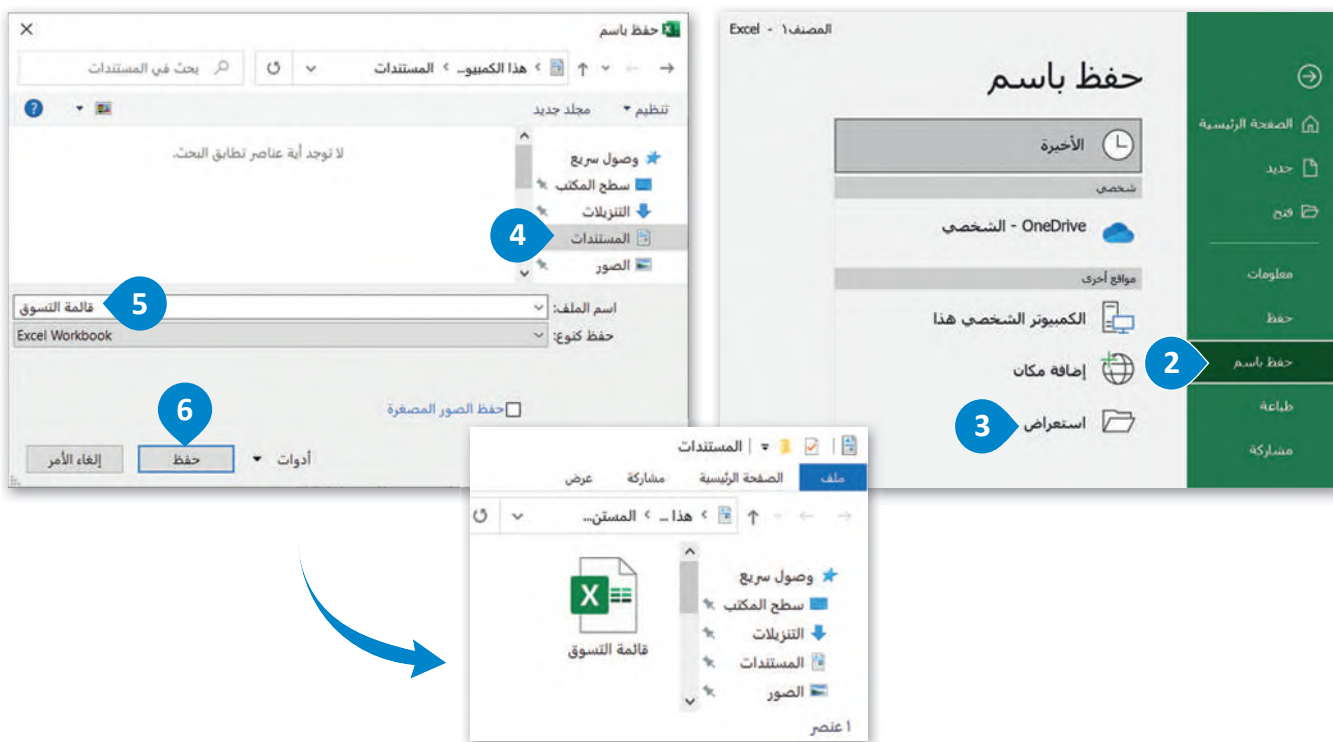 المصنف١ - Excel
حفظ باسم
الصفحة الرئيسية
جديد
فتح
معلومات
حفظ
حفظ باسم
2
طباعة
مشاركة
الأخيرة
شخصي
OneDrive - الشخصي
مواقع أخرى
الكمبيوتر الشخصي هذا
إضافة مكان
استعراض
3
حفظ باسم
هذا الكمبيو... › المستندات
بحث في المستندات
تنظيم
مجلد جديد
لا توجد أية عناصر تطابق البحث.
وصول سريع
سطح المكتب
التنزيلات
المستندات
4
الصور
اسم الملف: قائمة التسوق
5
حفظ كنوع: Excel Workbook
حفظ الصور المصغرة
6
أدوات
حفظ
إلغاء الأمر
المستندات
ملف الصفحة الرئيسية مشاركة عرض
هذا ... › المستن...
وصول سريع
سطح المكتب
التنزيلات
المستندات
الصور
قائمة التسوق
١ عنصر